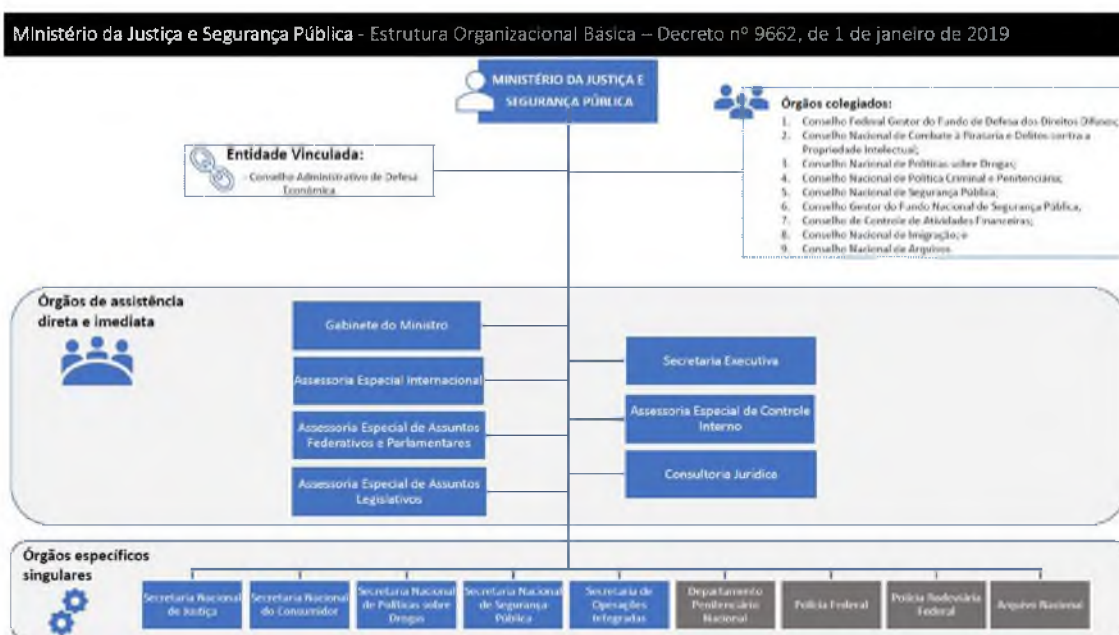 Ministério da Justiça e Segurança Pública - Estrutura Organizacional Básica – Decreto nº 9662, de 1 de janeiro de 2019
MINISTÉRIO DA JUSTIÇA E
SEGURANÇA PÚBLICA
Entidade Vinculada:
- Conselho Administrativo de Defesa
Econômica
Órgãos colegiados:
1. Conselho Federal Gestor do Fundo de Defesa dos Direitos Difusos;
2. Conselho Nacional de Combate à Pirataria e Delitos contra a
Propriedade Intelectual;
3. Conselho Nacional de Políticas sobre Drogas;
4. Conselho Nacional de Política Criminal e Penitenciária;
5. Conselho Nacional de Segurança Pública;
6. Conselho Gestor do Fundo Nacional de Segurança Pública,
7. Conselho de Controle de Atividades Financeiras;
8. Conselho Nacional de Imigração; e
9. Conselho Nacional de Arquivos
Órgãos de assistência
direta e imediata
Gabinete do Ministro
Assessoria Especial Internacional
Assessoria Especial de Assuntos
Federativos e Parlamentares
Assessoria Especial de Assuntos
Legislativos
Secretaria Executiva
Assessoria Especial de Controle
Interno
Consultoria Jurídica
Órgãos específicos
singulares
Secretaria Nacional
de Justiça
Secretaria Nacional
do Consumidor
Secretaria Nacional
de Políticas sobre
Drogas
Secretaria Nacional
de Segurança
Pública
Secretaria de
Operações
Integradas
Departamento
Penitenciário
Nacional
Polícia Federal
Polícia Rodoviária
Federal
Arquivo Nacional